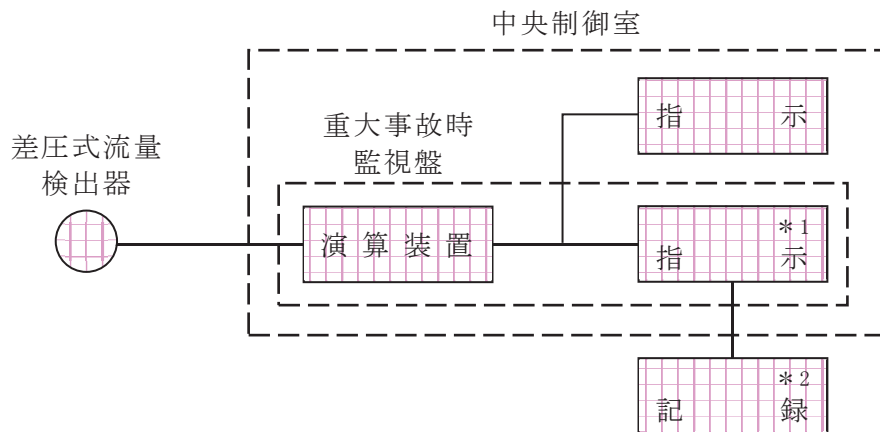 中央制御室
指示
重大事故時
監視盤
差圧式流量
検出器
演算装置
*1
指示
*2
記録